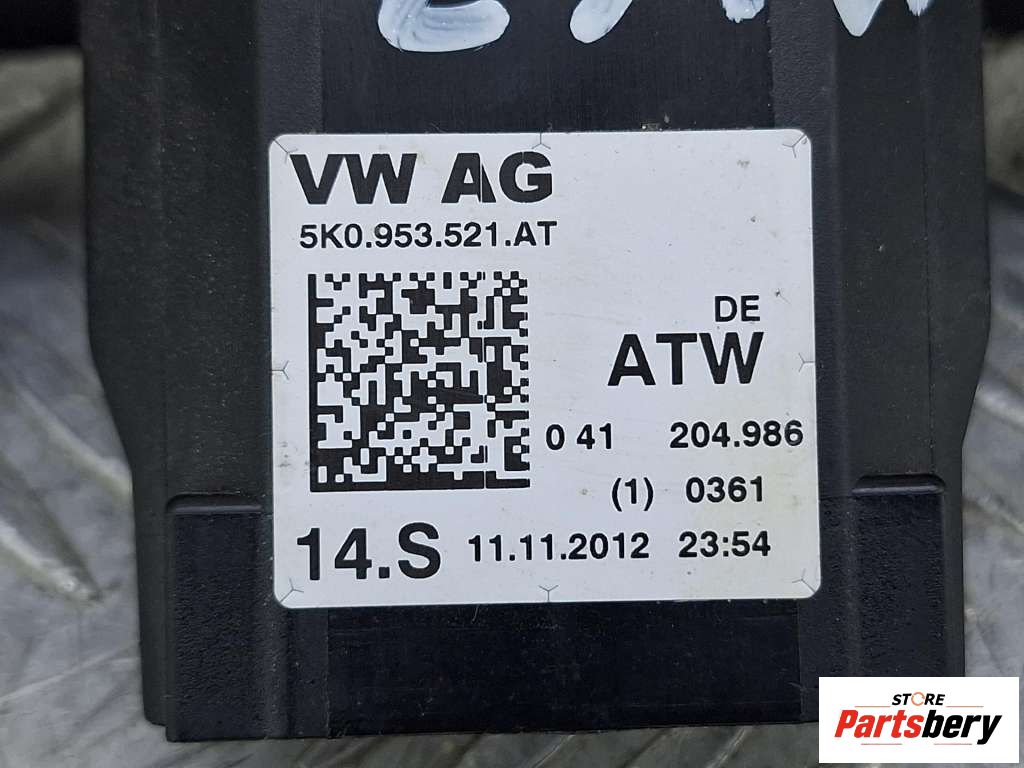 VW AG
5K0.953.521.AT
DE
ATW
0 41 204.986
(1) 0361
14.S 11.11.2012 23:54
STORE
Partsbery